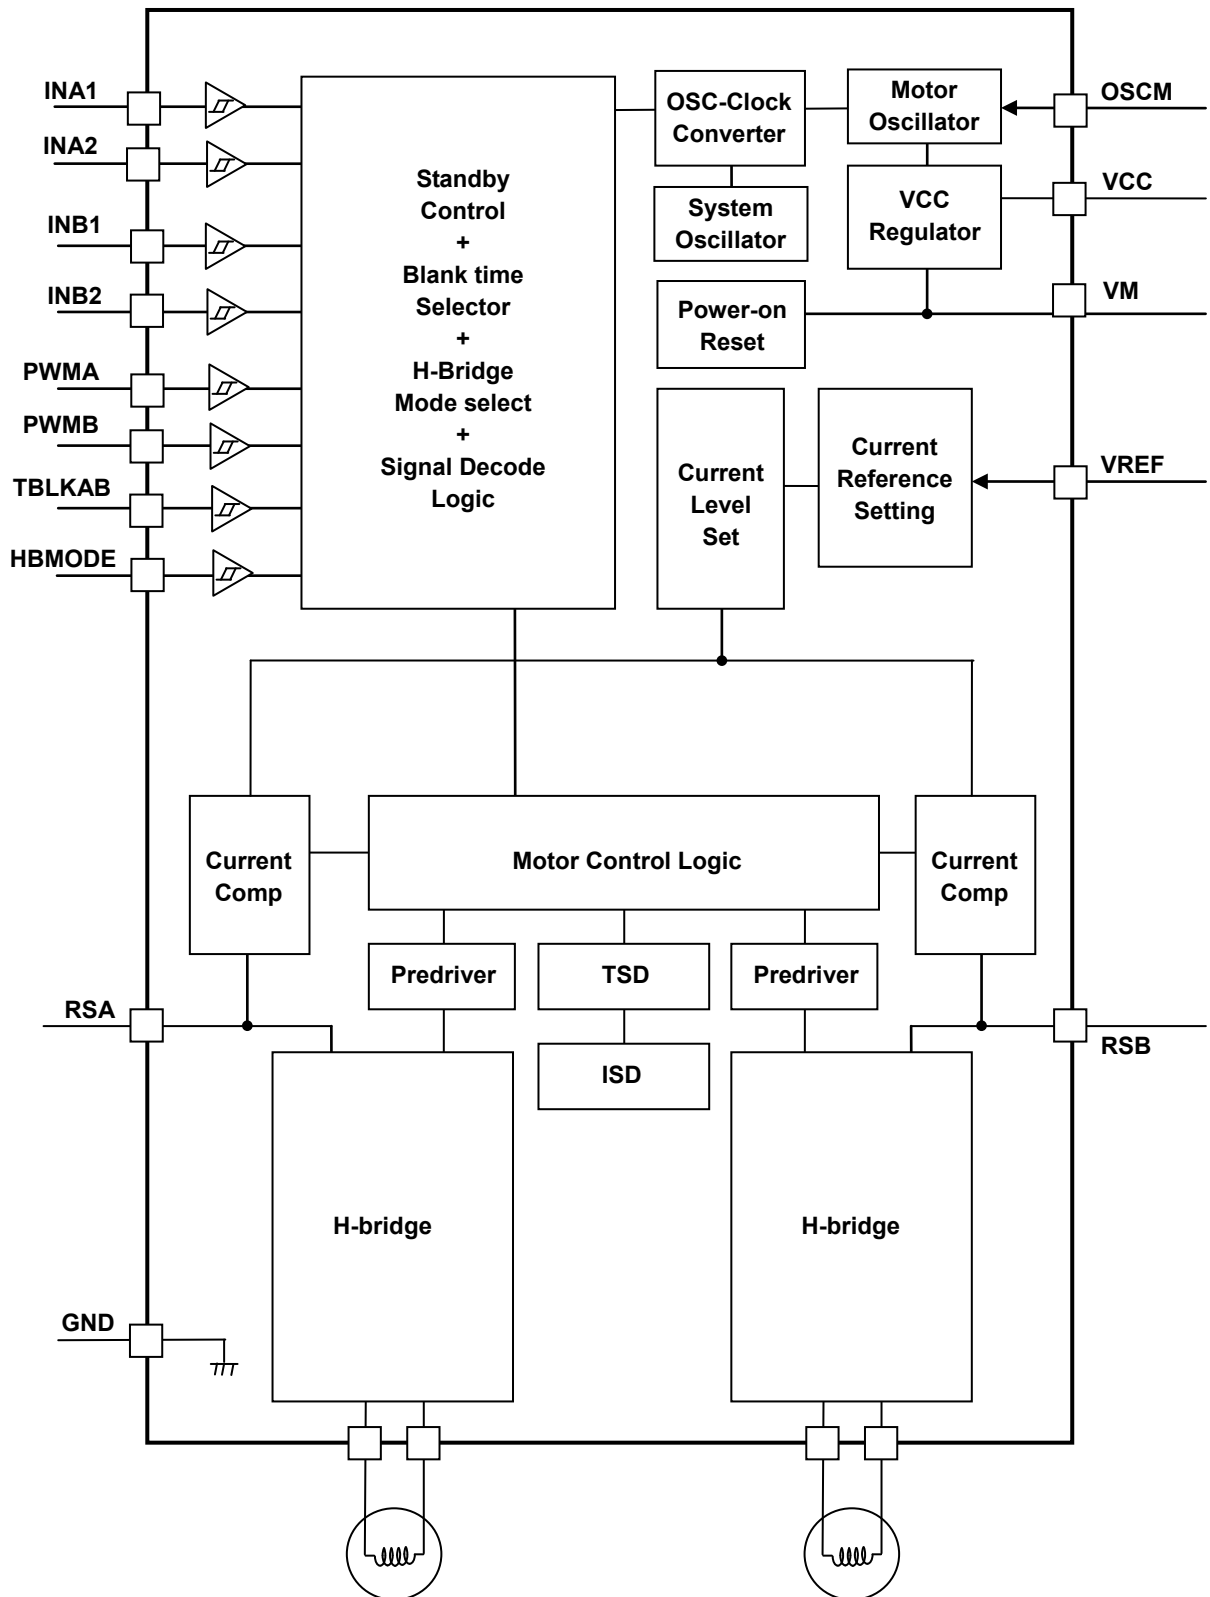 INA1
INA2
INB1
INB2
PWMA
PWMB
TBLKAB
HBMODE
Standby
Control
+
Blank time
Selector
+
H-Bridge
Mode select
+
Signal Decode
Logic
OSC-Clock
Converter
Motor
Oscillator
OSCM
System
Oscillator
VCC
Regulator
VCC
Power-on
Reset
VM
Current
Level
Set
Current
Reference
Setting
VREF
Current
Comp
Motor Control Logic
Current
Comp
Predriver
TSD
Predriver
RSA
ISD
RSB
H-bridge
H-bridge
GND